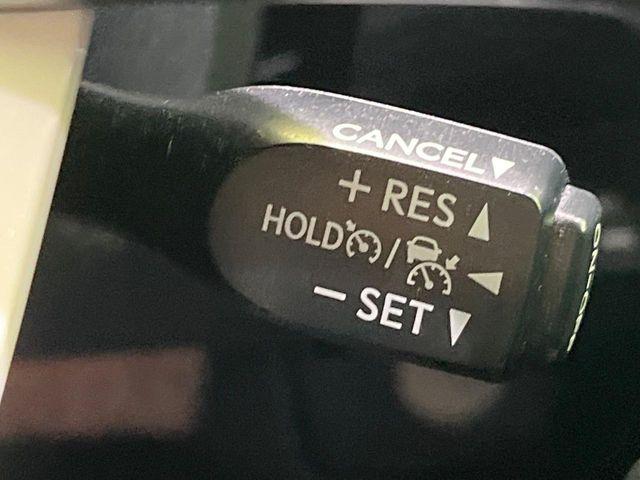 CANCEL▼
+ RES ▲
HOLD / ◀
- SET ▼